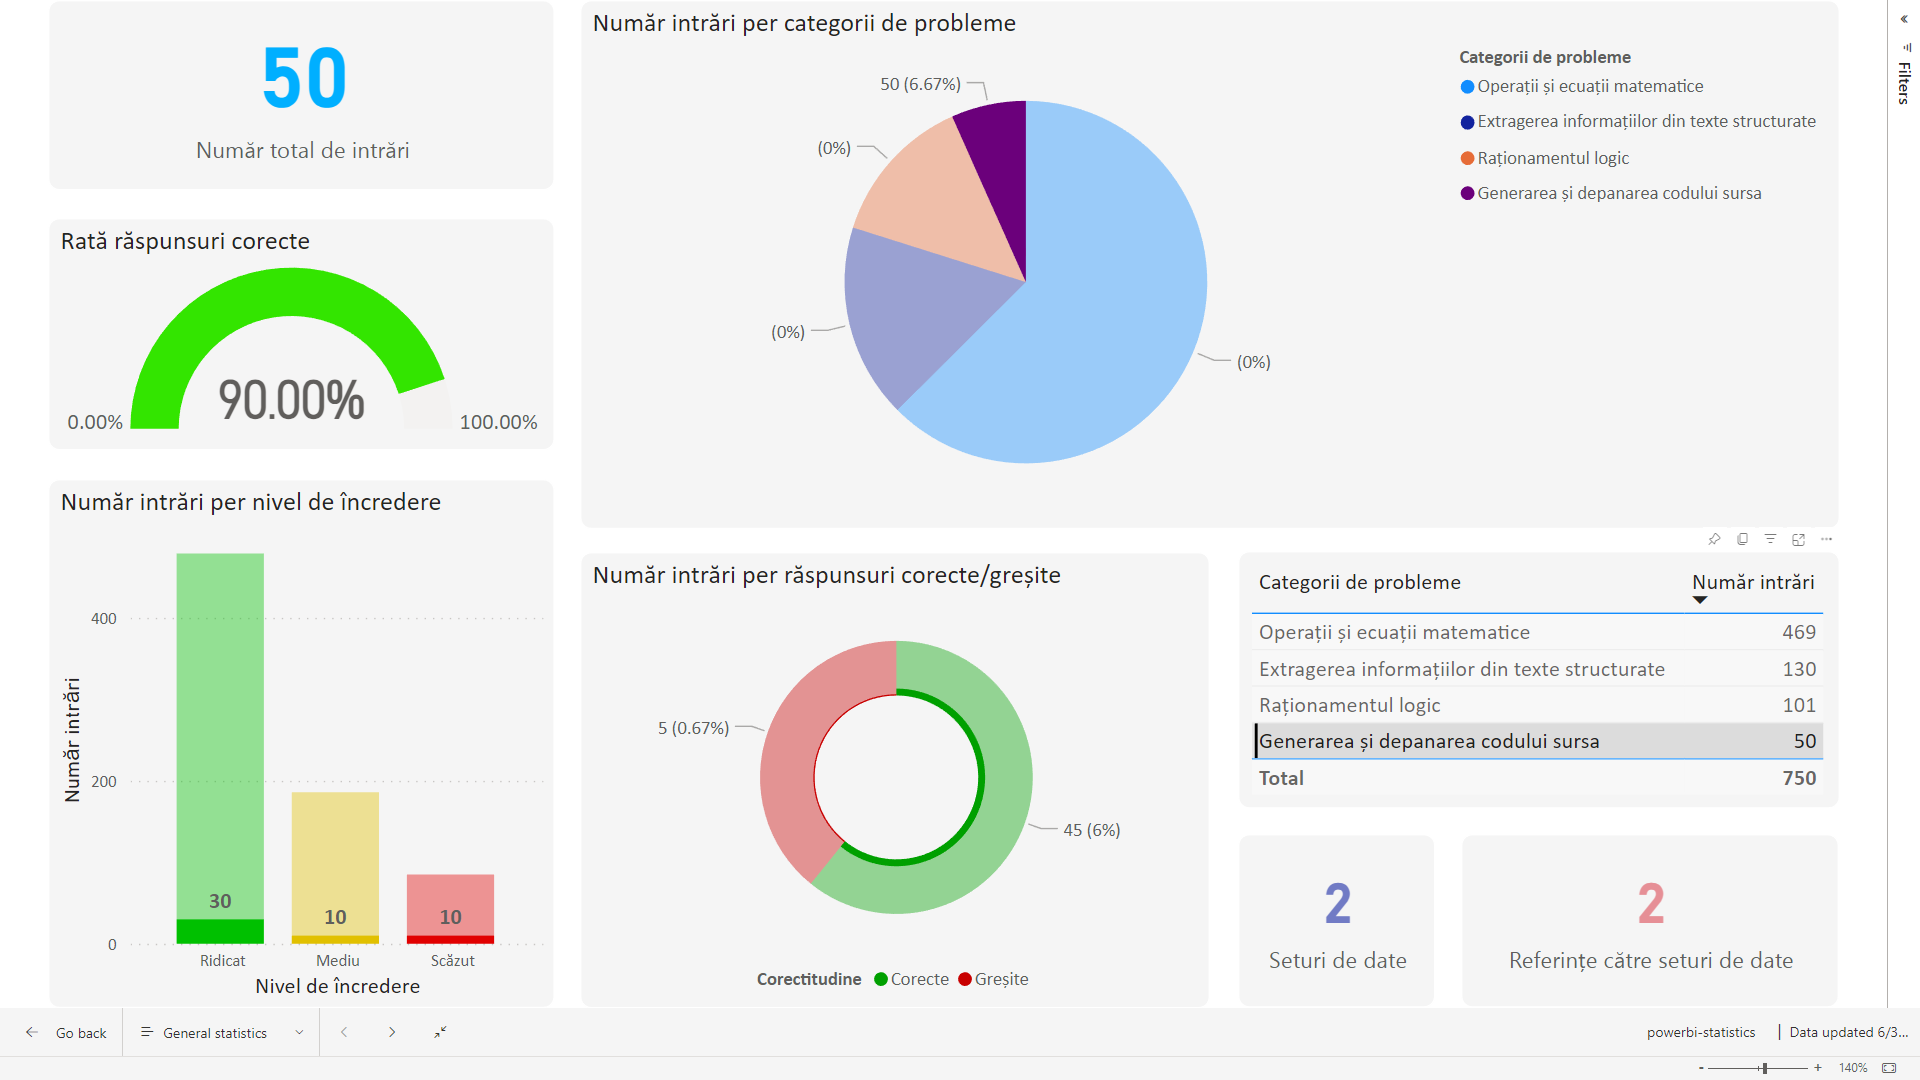 50
Număr total de intrări
Rată răspunsuri corecte
90.00%
0.00%
100.00%
Număr intrări per nivel de încredere
Număr intrări
400
200
0
30
10
10
Ridicat
Mediu
Scăzut
Nivel de încredere
Număr intrări per categorii de probleme
50 (6.67%)
(0%)
(0%)
(0%)
Categorii de probleme
Operații și ecuații matematice
Extragerea informațiilor din texte structurate
Raționamentul logic
Generarea și depanarea codului sursa
Număr intrări per răspunsuri corecte/greșite
5 (0.67%)
45 (6%)
Corectitudine Corecte Greșite
Categorii de probleme Număr intrări
Operații și ecuații matematice 469
Extragerea informațiilor din texte structurate 130
Raționamentul logic 101
Generarea și depanarea codului sursa 50
Total 750
2
Seturi de date
2
Referințe către seturi de date
Filters
Go back
General statistics
powerbi-statistics | Data updated 6/3...
- + 140%